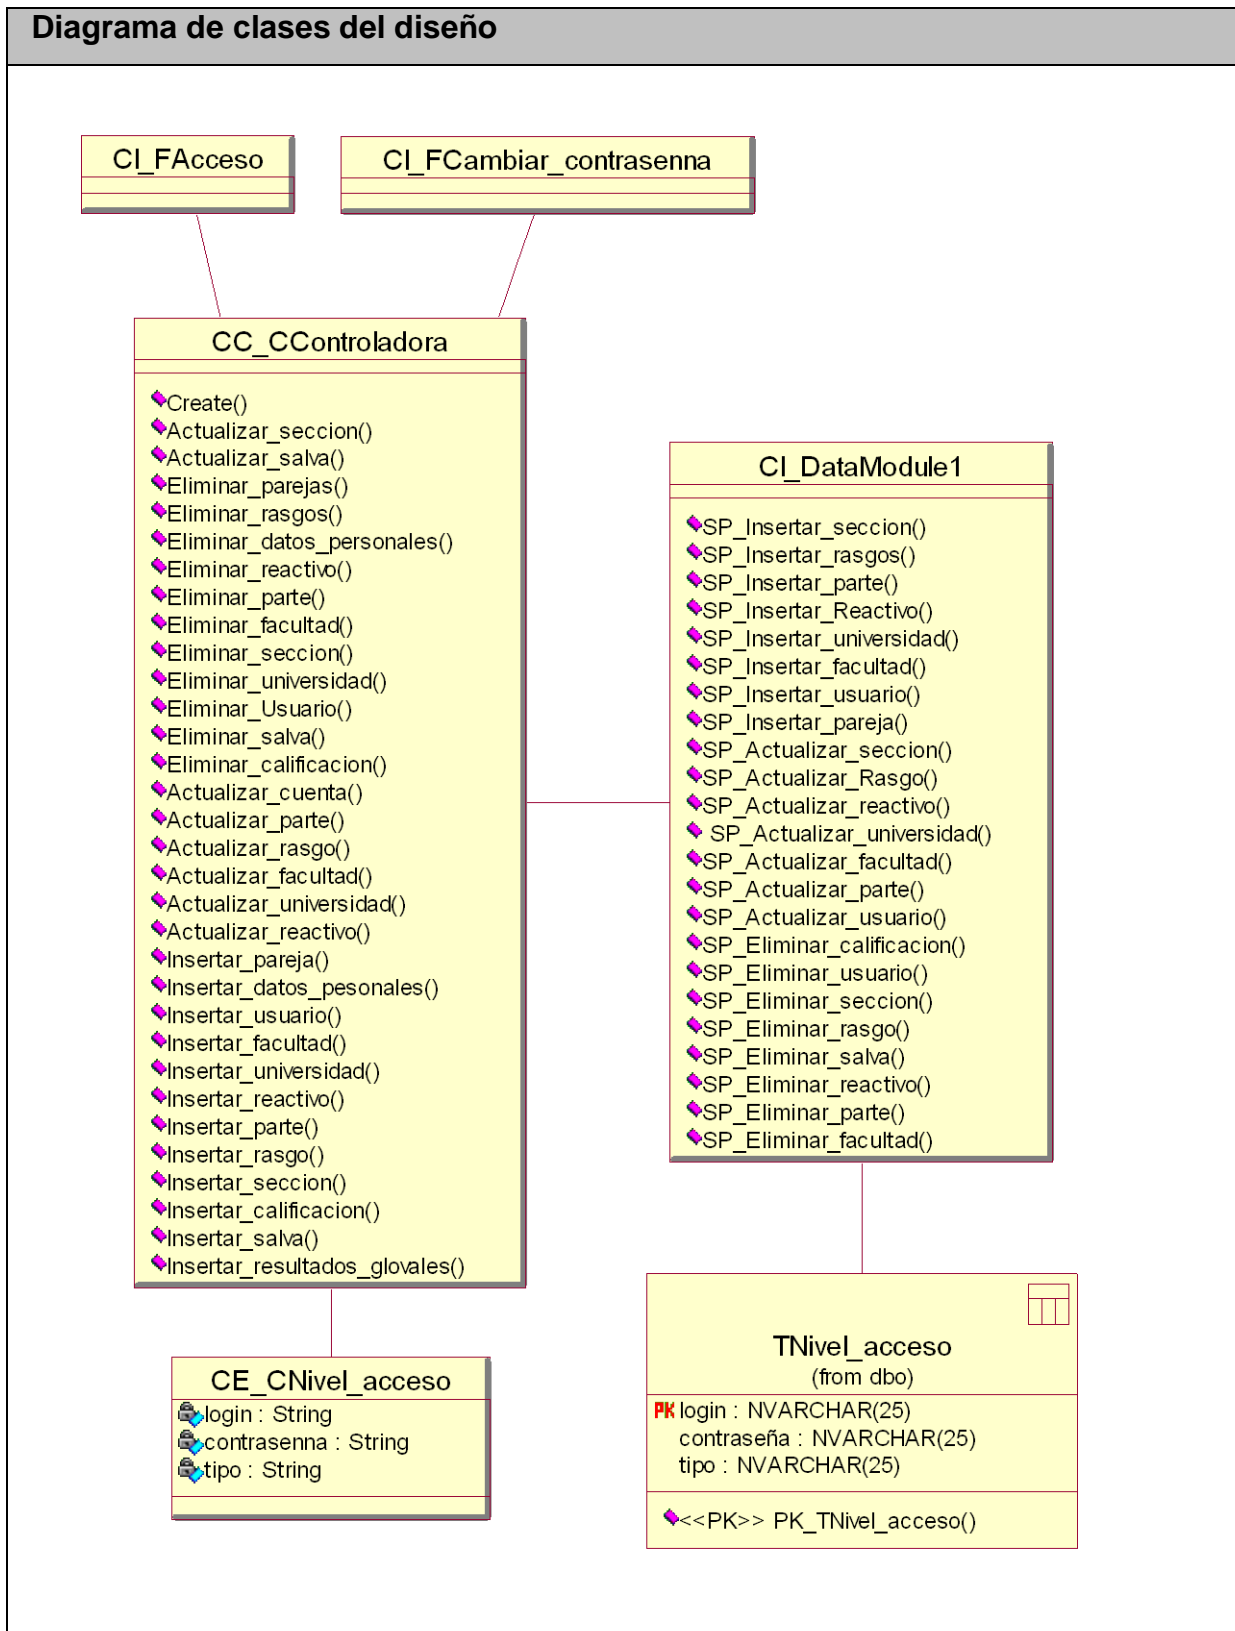 Diagrama de clases del diseño
CI_FAcceso
CI_FCambiar_contrasenna
CC_CControladora
Create()
Actualizar_seccion()
Actualizar_salva()
Eliminar_parejas()
Eliminar_rasgos()
Eliminar_datos_personales()
Eliminar_reactivo()
Eliminar_parte()
Eliminar_facultad()
Eliminar_seccion()
Eliminar_universidad()
Eliminar_Usuario()
Eliminar_salva()
Eliminar_calificacion()
Actualizar_cuenta()
Actualizar_parte()
Actualizar_rasgo()
Actualizar_facultad()
Actualizar_universidad()
Actualizar_reactivo()
Insertar_pareja()
Insertar_datos_pesonales()
Insertar_usuario()
Insertar_facultad()
Insertar_universidad()
Insertar_reactivo()
Insertar_parte()
Insertar_rasgo()
Insertar_seccion()
Insertar_calificacion()
Insertar_salva()
Insertar_resultados_glovales()
CI_DataModule1
SP_Insertar_seccion()
SP_Insertar_rasgos()
SP_Insertar_parte()
SP_Insertar_Reactivo()
SP_Insertar_universidad()
SP_Insertar_facultad()
SP_Insertar_usuario()
SP_Insertar_pareja()
SP_Actualizar_seccion()
SP_Actualizar_Rasgo()
SP_Actualizar_reactivo()
SP_Actualizar_universidad()
SP_Actualizar_facultad()
SP_Actualizar_parte()
SP_Actualizar_usuario()
SP_Eliminar_calificacion()
SP_Eliminar_usuario()
SP_Eliminar_seccion()
SP_Eliminar_rasgo()
SP_Eliminar_salva()
SP_Eliminar_reactivo()
SP_Eliminar_parte()
SP_Eliminar_facultad()
CE_CNivel_acceso
login : String
contrasenna : String
tipo : String
TNivel_acceso
(from dbo)
PK login : NVARCHAR(25)
contraseña : NVARCHAR(25)
tipo : NVARCHAR(25)
<<PK>> PK_TNivel_acceso()